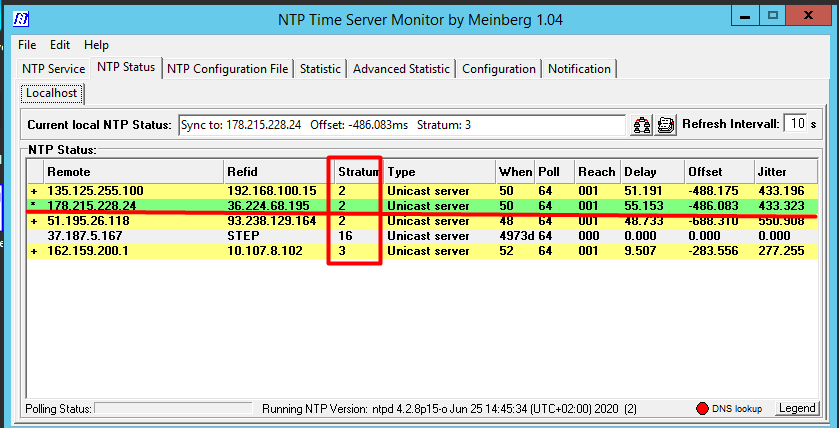 NTP Time Server Monitor by Meinberg 1.04
File Edit Help
NTP Service NTP Status NTP Configuration File Statistic Advanced Statistic Configuration Notification
Localhost
Current local NTP Status: Sync to: 178.215.228.24 Offset: -486.083ms Stratum: 3 Refresh Intervall: 10 s
NTP Status:
Remote Refid Stratum Type When Poll Reach Delay Offset Jitter
+ 135.125.255.100 192.168.100.15 2 Unicast server 50 64 001 51.191 -488.175 433.196
* 178.215.228.24 36.224.68.195 2 Unicast server 50 64 001 55.153 -486.083 433.323
+ 51.195.26.118 93.238.129.164 2 Unicast server 48 64 001 48.733 -688.310 550.908
37.187.5.167 STEP 16 Unicast server 4973d 64 000 0.000 0.000 0.000
+ 162.159.200.1 10.107.8.102 3 Unicast server 52 64 001 9.507 -283.556 277.255
Polling Status: Running NTP Version: ntpd 4.2.8p15-o Jun 25 14:45:34 (UTC+02:00) 2020 (2) DNS lookup Legend